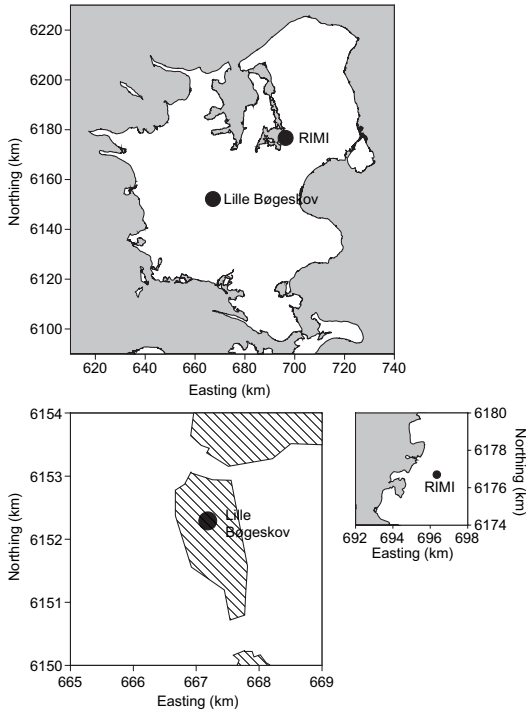 6220
6200
6180
6160
6140
6120
6100
Northing (km)
RIMI
Lille Bøgeskov
620 640 660 680 700 720 740
Easting (km)
6154
6153
6152
6151
6150
Northing (km)
Lille
Bøgeskov
665 666 667 668 669
Easting (km)
6180
6178
6176
6174
Northing (km)
RIMI
692 694 696 698
Easting (km)